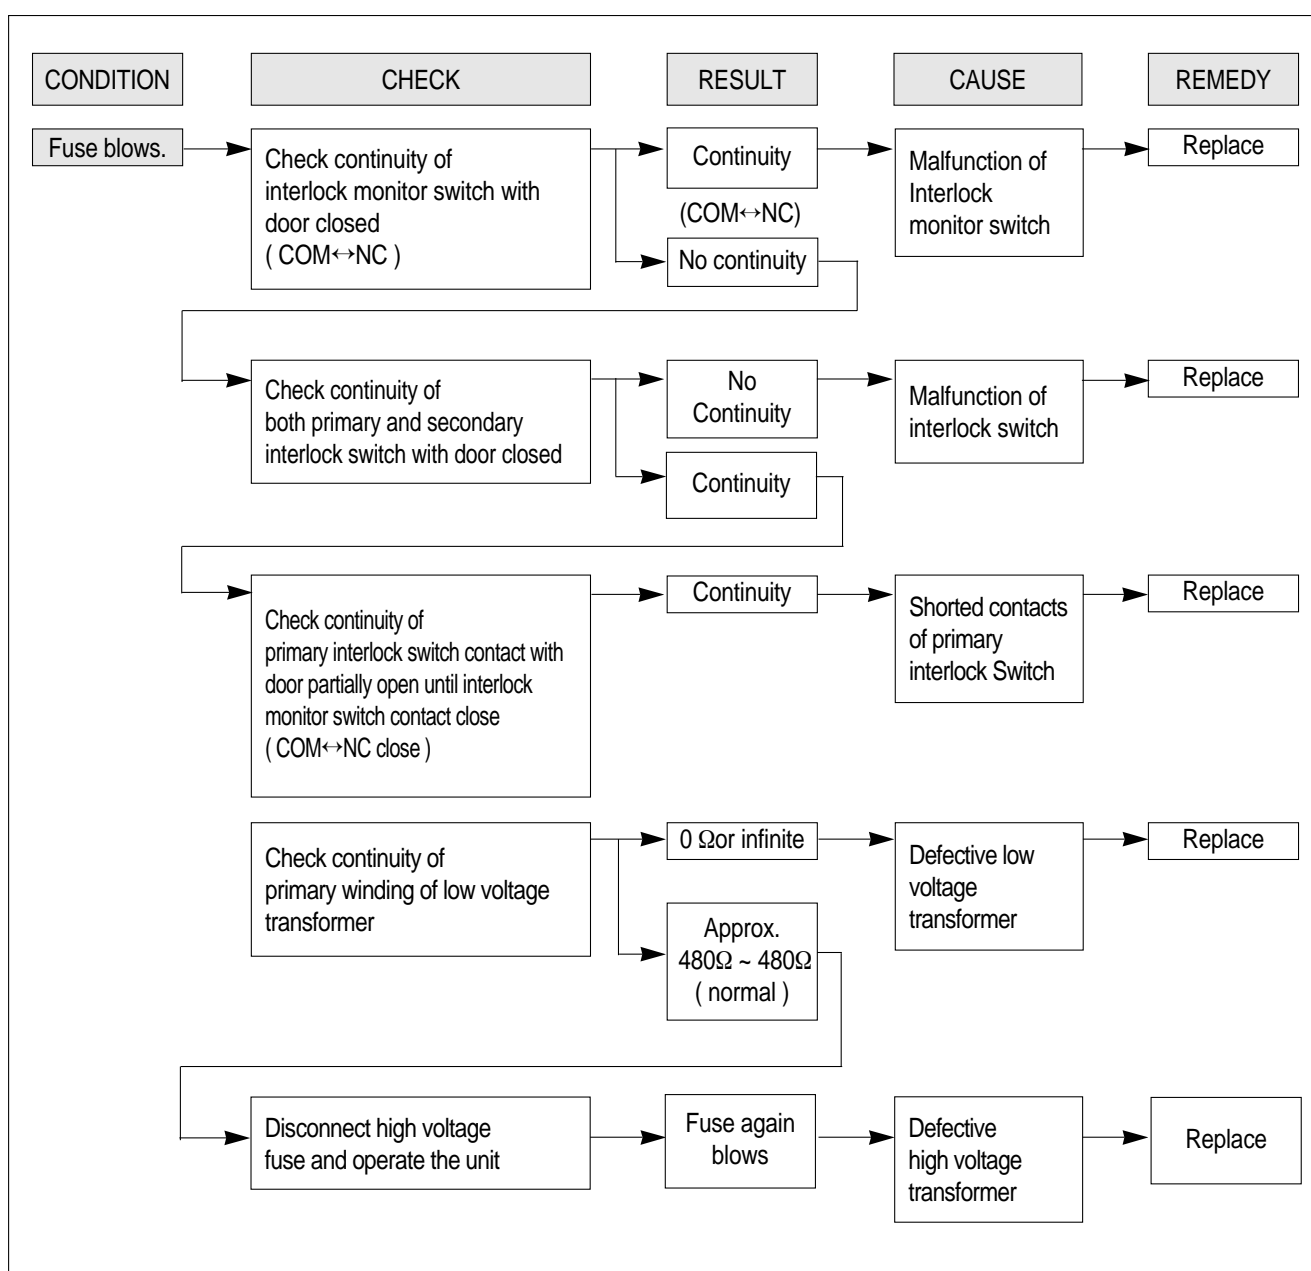 CONDITION
CHECK
RESULT
CAUSE
REMEDY
Fuse blows.
Check continuity of
interlock monitor switch with
door closed
( COM↔NC )
Continuity
(COM↔NC)
No continuity
Malfunction of
Interlock
monitor switch
Replace
Check continuity of
both primary and secondary
interlock switch with door closed
No
Continuity
Continuity
Malfunction of
interlock switch
Replace
Check continuity of
primary interlock switch contact with
door partially open until interlock
monitor switch contact close
( COM↔NC close )
Continuity
Shorted contacts
of primary
interlock Switch
Replace
Check continuity of
primary winding of low voltage
transformer
0 Ωor infinite
Approx.
480Ω ~ 480Ω
( normal )
Defective low
voltage
transformer
Replace
Disconnect high voltage
fuse and operate the unit
Fuse again
blows
Defective
high voltage
transformer
Replace